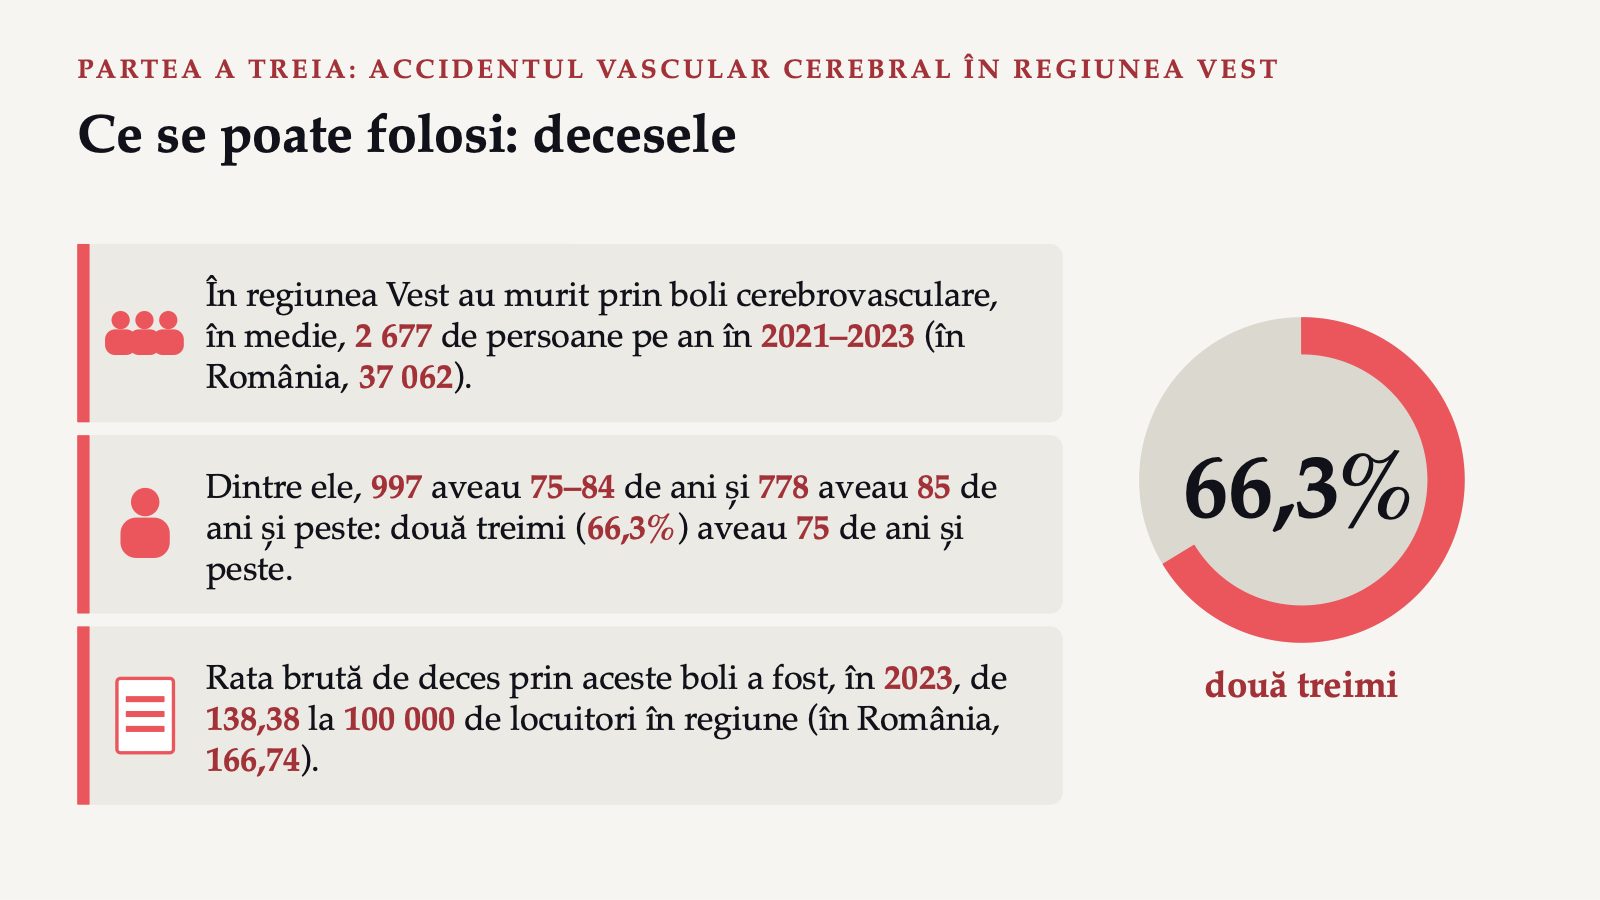 PARTEA A TREIA: ACCIDENTUL VASCULAR CEREBRAL ÎN REGIUNEA VEST
Ce se poate folosi: decesele
În regiunea Vest au murit prin boli cerebrovasculare,
în medie, 2 677 de persoane pe an în 2021–2023 (în
România, 37 062).
Dintre ele, 997 aveau 75–84 de ani și 778 aveau 85 de
ani și peste: două treimi (66,3%) aveau 75 de ani și
peste.
Rata brută de deces prin aceste boli a fost, în 2023, de
138,38 la 100 000 de locuitori în regiune (în România,
166,74).
66,3%
două treimi